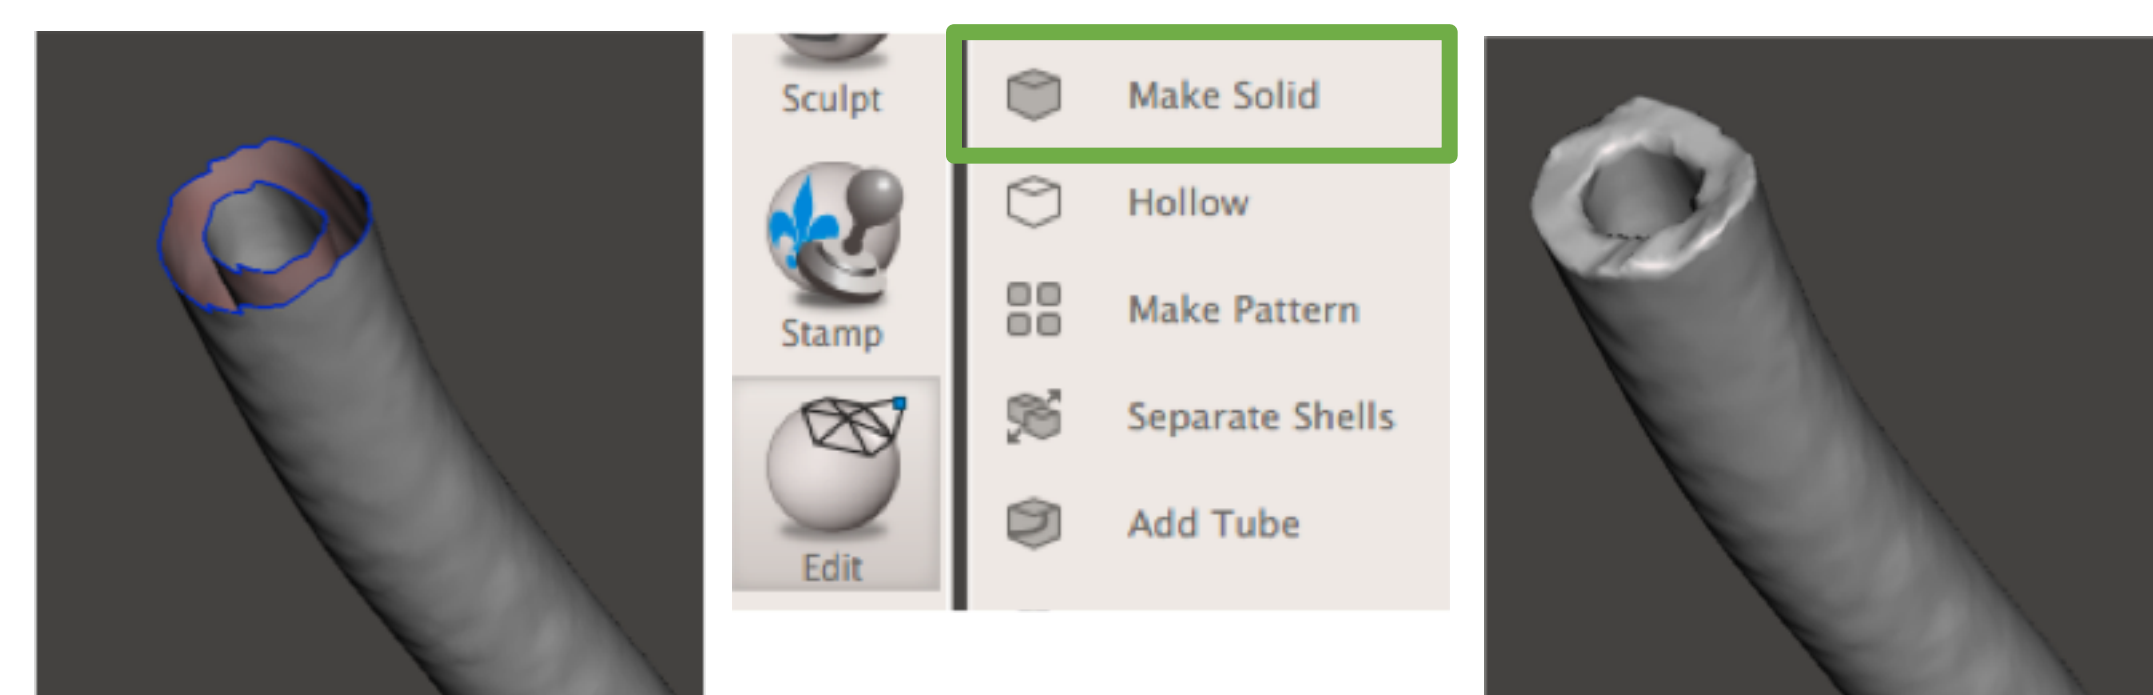 Sculpt
Stamp
Edit
Make Solid
Hollow
Make Pattern
Separate Shells
Add Tube